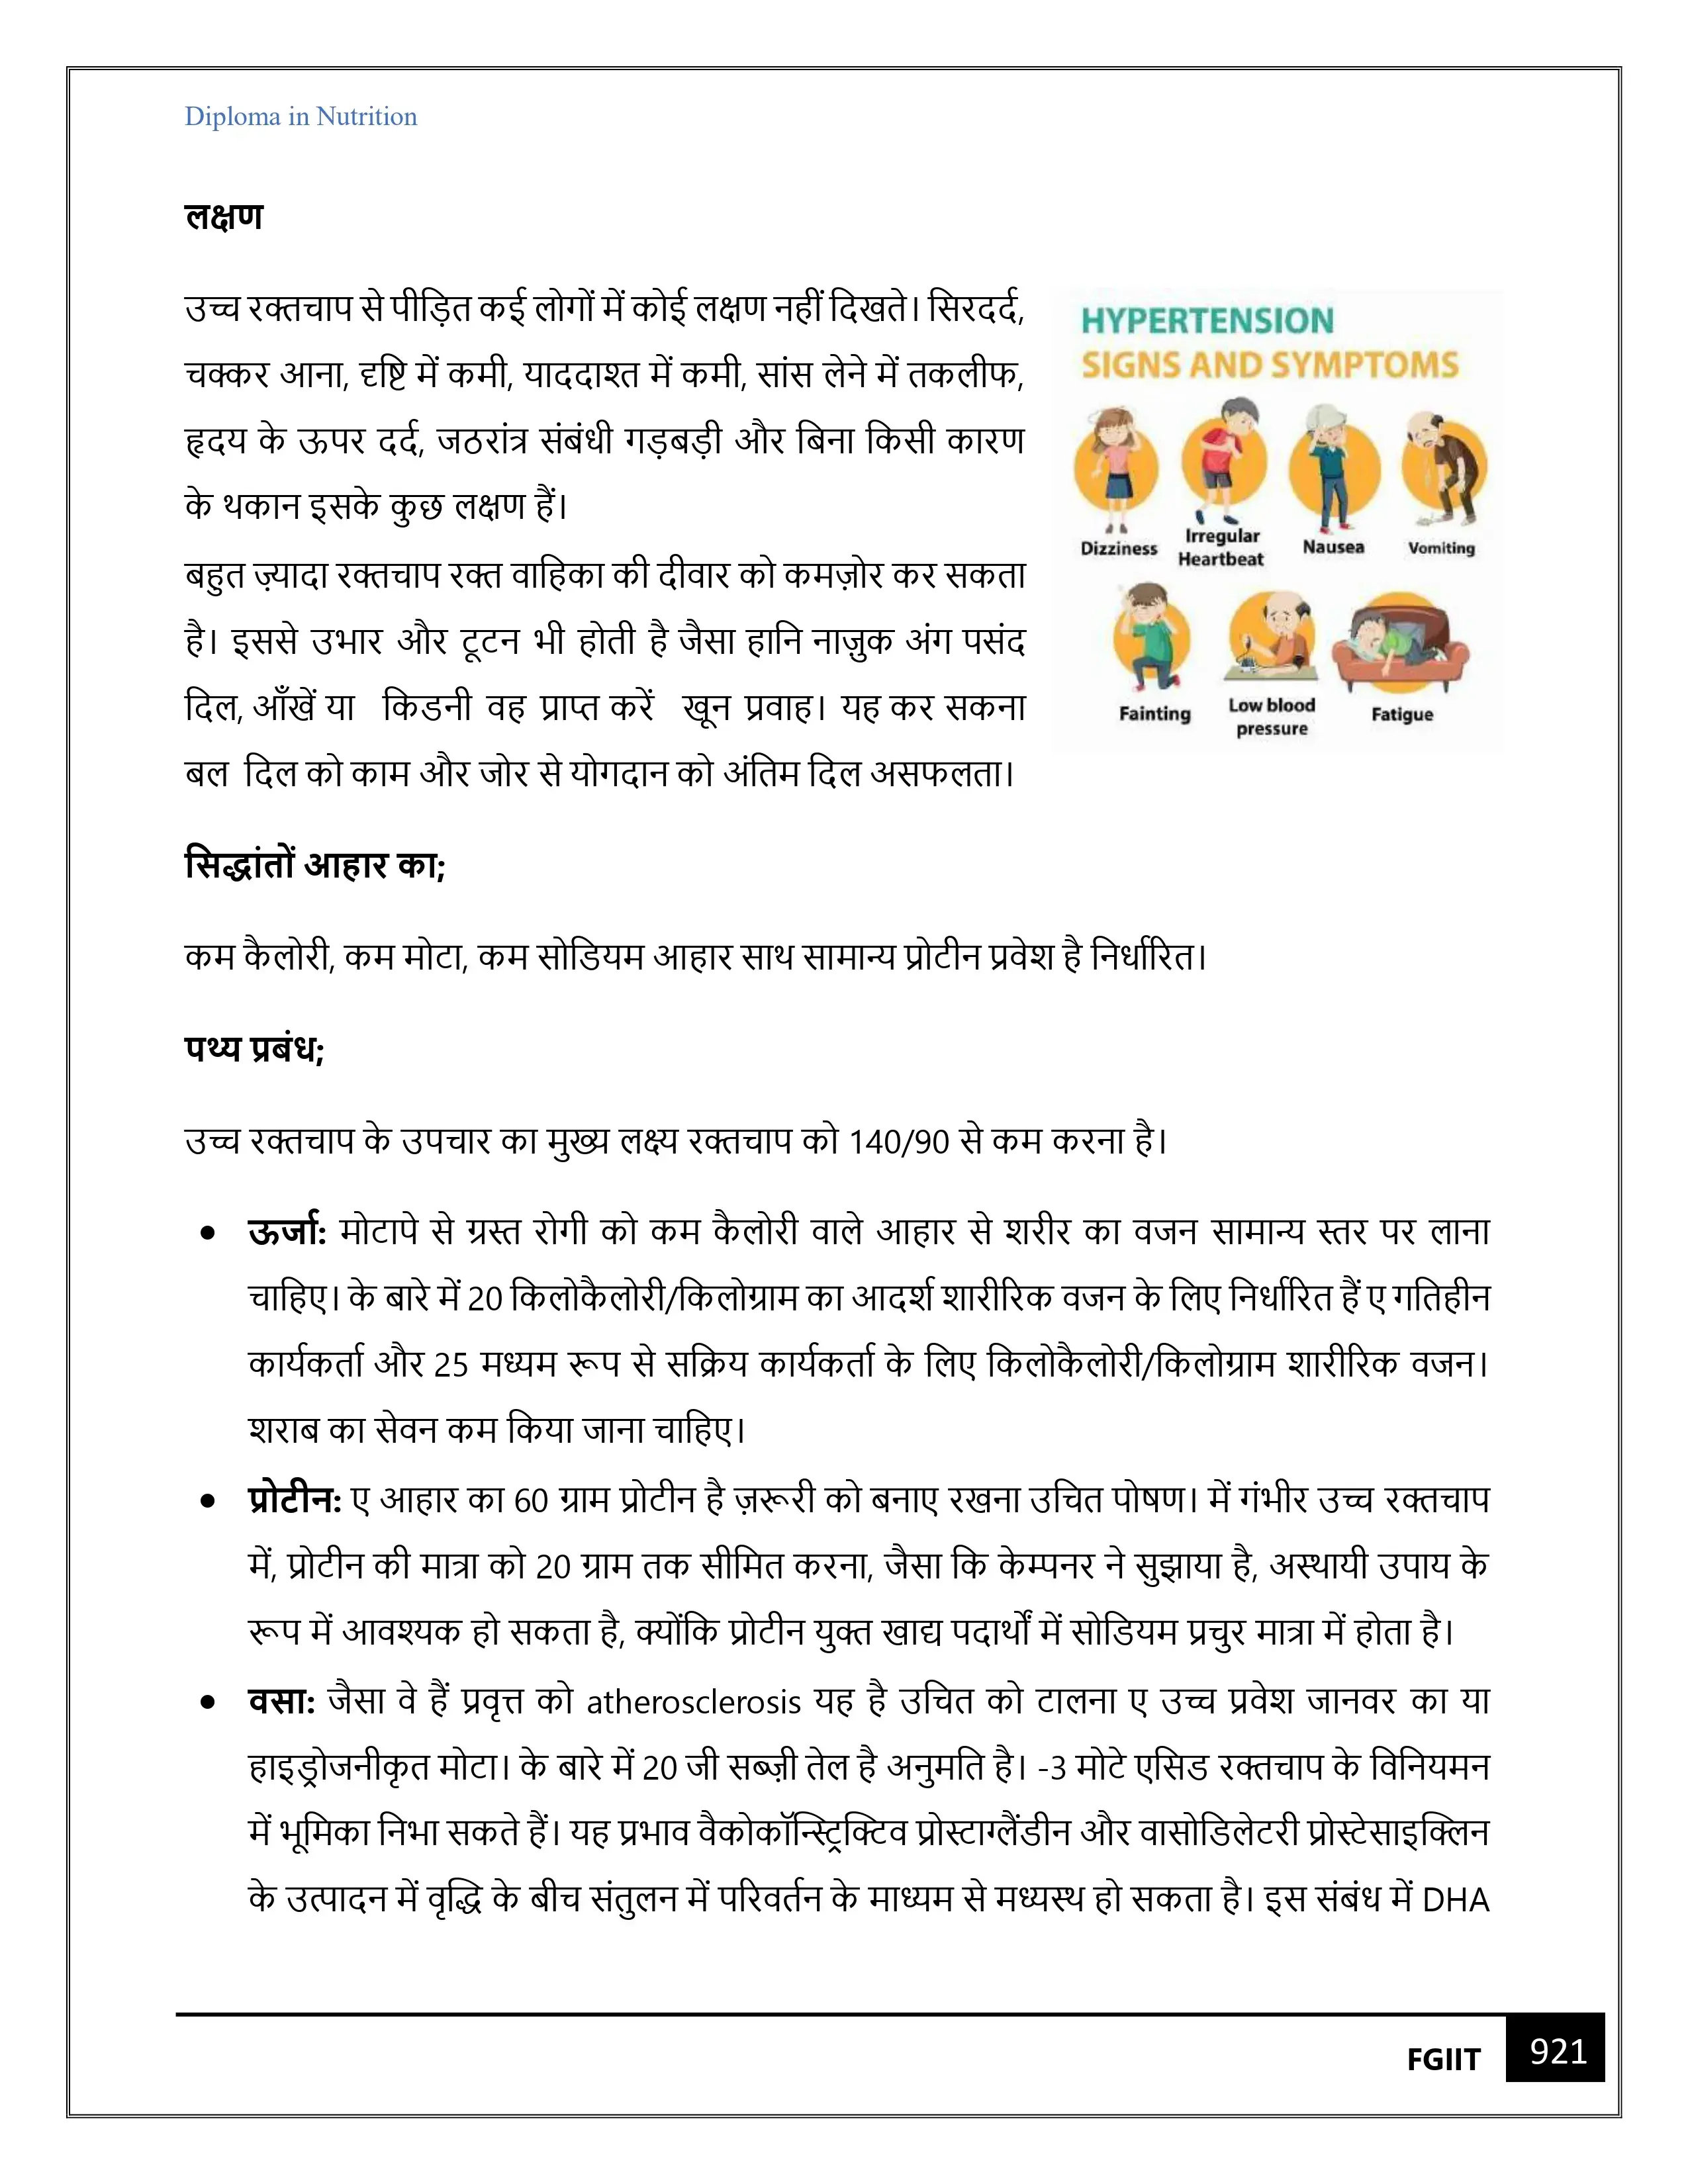 Diploma in Nutrition
लक्षण
उच्च रक्तचाप से पीड़ित कई लोगों में कोई लक्षण नहीं दिखते। सिरदर्द,
चक्कर आना, दृष्टि में कमी, याददाश्त में कमी, सांस लेने में तकलीफ,
हृदय के ऊपर दर्द, जठरांत्र संबंधी गड़बड़ी और बिना किसी कारण
के थकान इसके कुछ लक्षण हैं।
बहुत ज़्यादा रक्तचाप रक्त वाहिका की दीवार को कमज़ोर कर सकता
है। इससे उभार और टूटन भी होती है जैसा हानि नाज़ुक अंग पसंद
दिल, आँखें या किडनी वह प्राप्त करें खून प्रवाह। यह कर सकना
बल दिल को काम और जोर से योगदान को अंतिम दिल असफलता।
HYPERTENSION
SIGNS AND SYMPTOMS
Dizziness
Irregular
Heartbeat
Nausea
Vomiting
Fainting
Low blood
pressure
Fatigue
सिद्धांतों आहार का;
कम कैलोरी, कम मोटा, कम सोडियम आहार साथ सामान्य प्रोटीन प्रवेश है निर्धारित।
पथ्य प्रबंध;
उच्च रक्तचाप के उपचार का मुख्य लक्ष्य रक्तचाप को 140/90 से कम करना है।
• ऊर्जा: मोटापे से ग्रस्त रोगी को कम कैलोरी वाले आहार से शरीर का वजन सामान्य स्तर पर लाना
चाहिए। के बारे में 20 किलोकैलोरी/किलोग्राम का आदर्श शारीरिक वजन के लिए निर्धारित हैं ए गतिहीन
कार्यकर्ता और 25 मध्यम रूप से सक्रिय कार्यकर्ता के लिए किलोकैलोरी/किलोग्राम शारीरिक वजन।
शराब का सेवन कम किया जाना चाहिए।
• प्रोटीन: ए आहार का 60 ग्राम प्रोटीन है ज़रूरी को बनाए रखना उचित पोषण। में गंभीर उच्च रक्तचाप
में, प्रोटीन की मात्रा को 20 ग्राम तक सीमित करना, जैसा कि केम्पनर ने सुझाया है, अस्थायी उपाय के
रूप में आवश्यक हो सकता है, क्योंकि प्रोटीन युक्त खाद्य पदार्थों में सोडियम प्रचुर मात्रा में होता है।
• वसा: जैसा वे हैं प्रवृत्त को atherosclerosis यह है उचित को टालना ए उच्च प्रवेश जानवर का या
हाइड्रोजनीकृत मोटा। के बारे में 20 जी सब्ज़ी तेल है अनुमति है। -3 मोटे एसिड रक्तचाप के विनियमन
में भूमिका निभा सकते हैं। यह प्रभाव वैकोकॉन्स्ट्रिक्टिव प्रोस्टाग्लैंडीन और वासोडिलेटरी प्रोस्टेसाइक्लिन
के उत्पादन में वृद्धि के बीच संतुलन में परिवर्तन के माध्यम से मध्यस्थ हो सकता है। इस संबंध में DHA
FGIIT 921